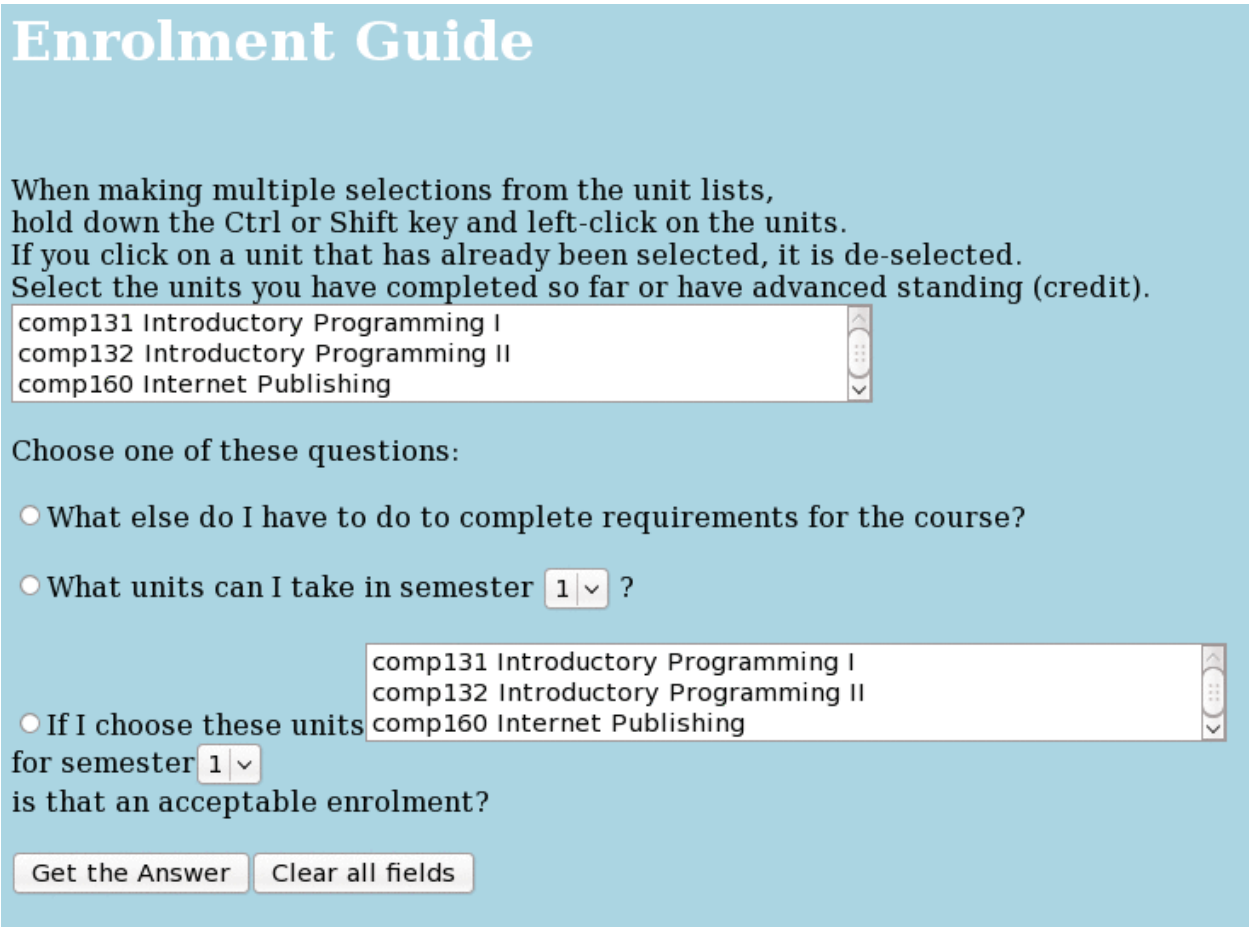 Enrolment Guide
When making multiple selections from the unit lists,
hold down the Ctrl or Shift key and left-click on the units.
If you click on a unit that has already been selected, it is de-selected.
Select the units you have completed so far or have advanced standing (credit).
comp131 Introductory Programming I
comp132 Introductory Programming II
comp160 Internet Publishing
Choose one of these questions:
What else do I have to do to complete requirements for the course?
What units can I take in semester 1 ?
comp131 Introductory Programming I
comp132 Introductory Programming II
If I choose these units comp160 Internet Publishing
for semester 1
is that an acceptable enrolment?
Get the Answer Clear all fields